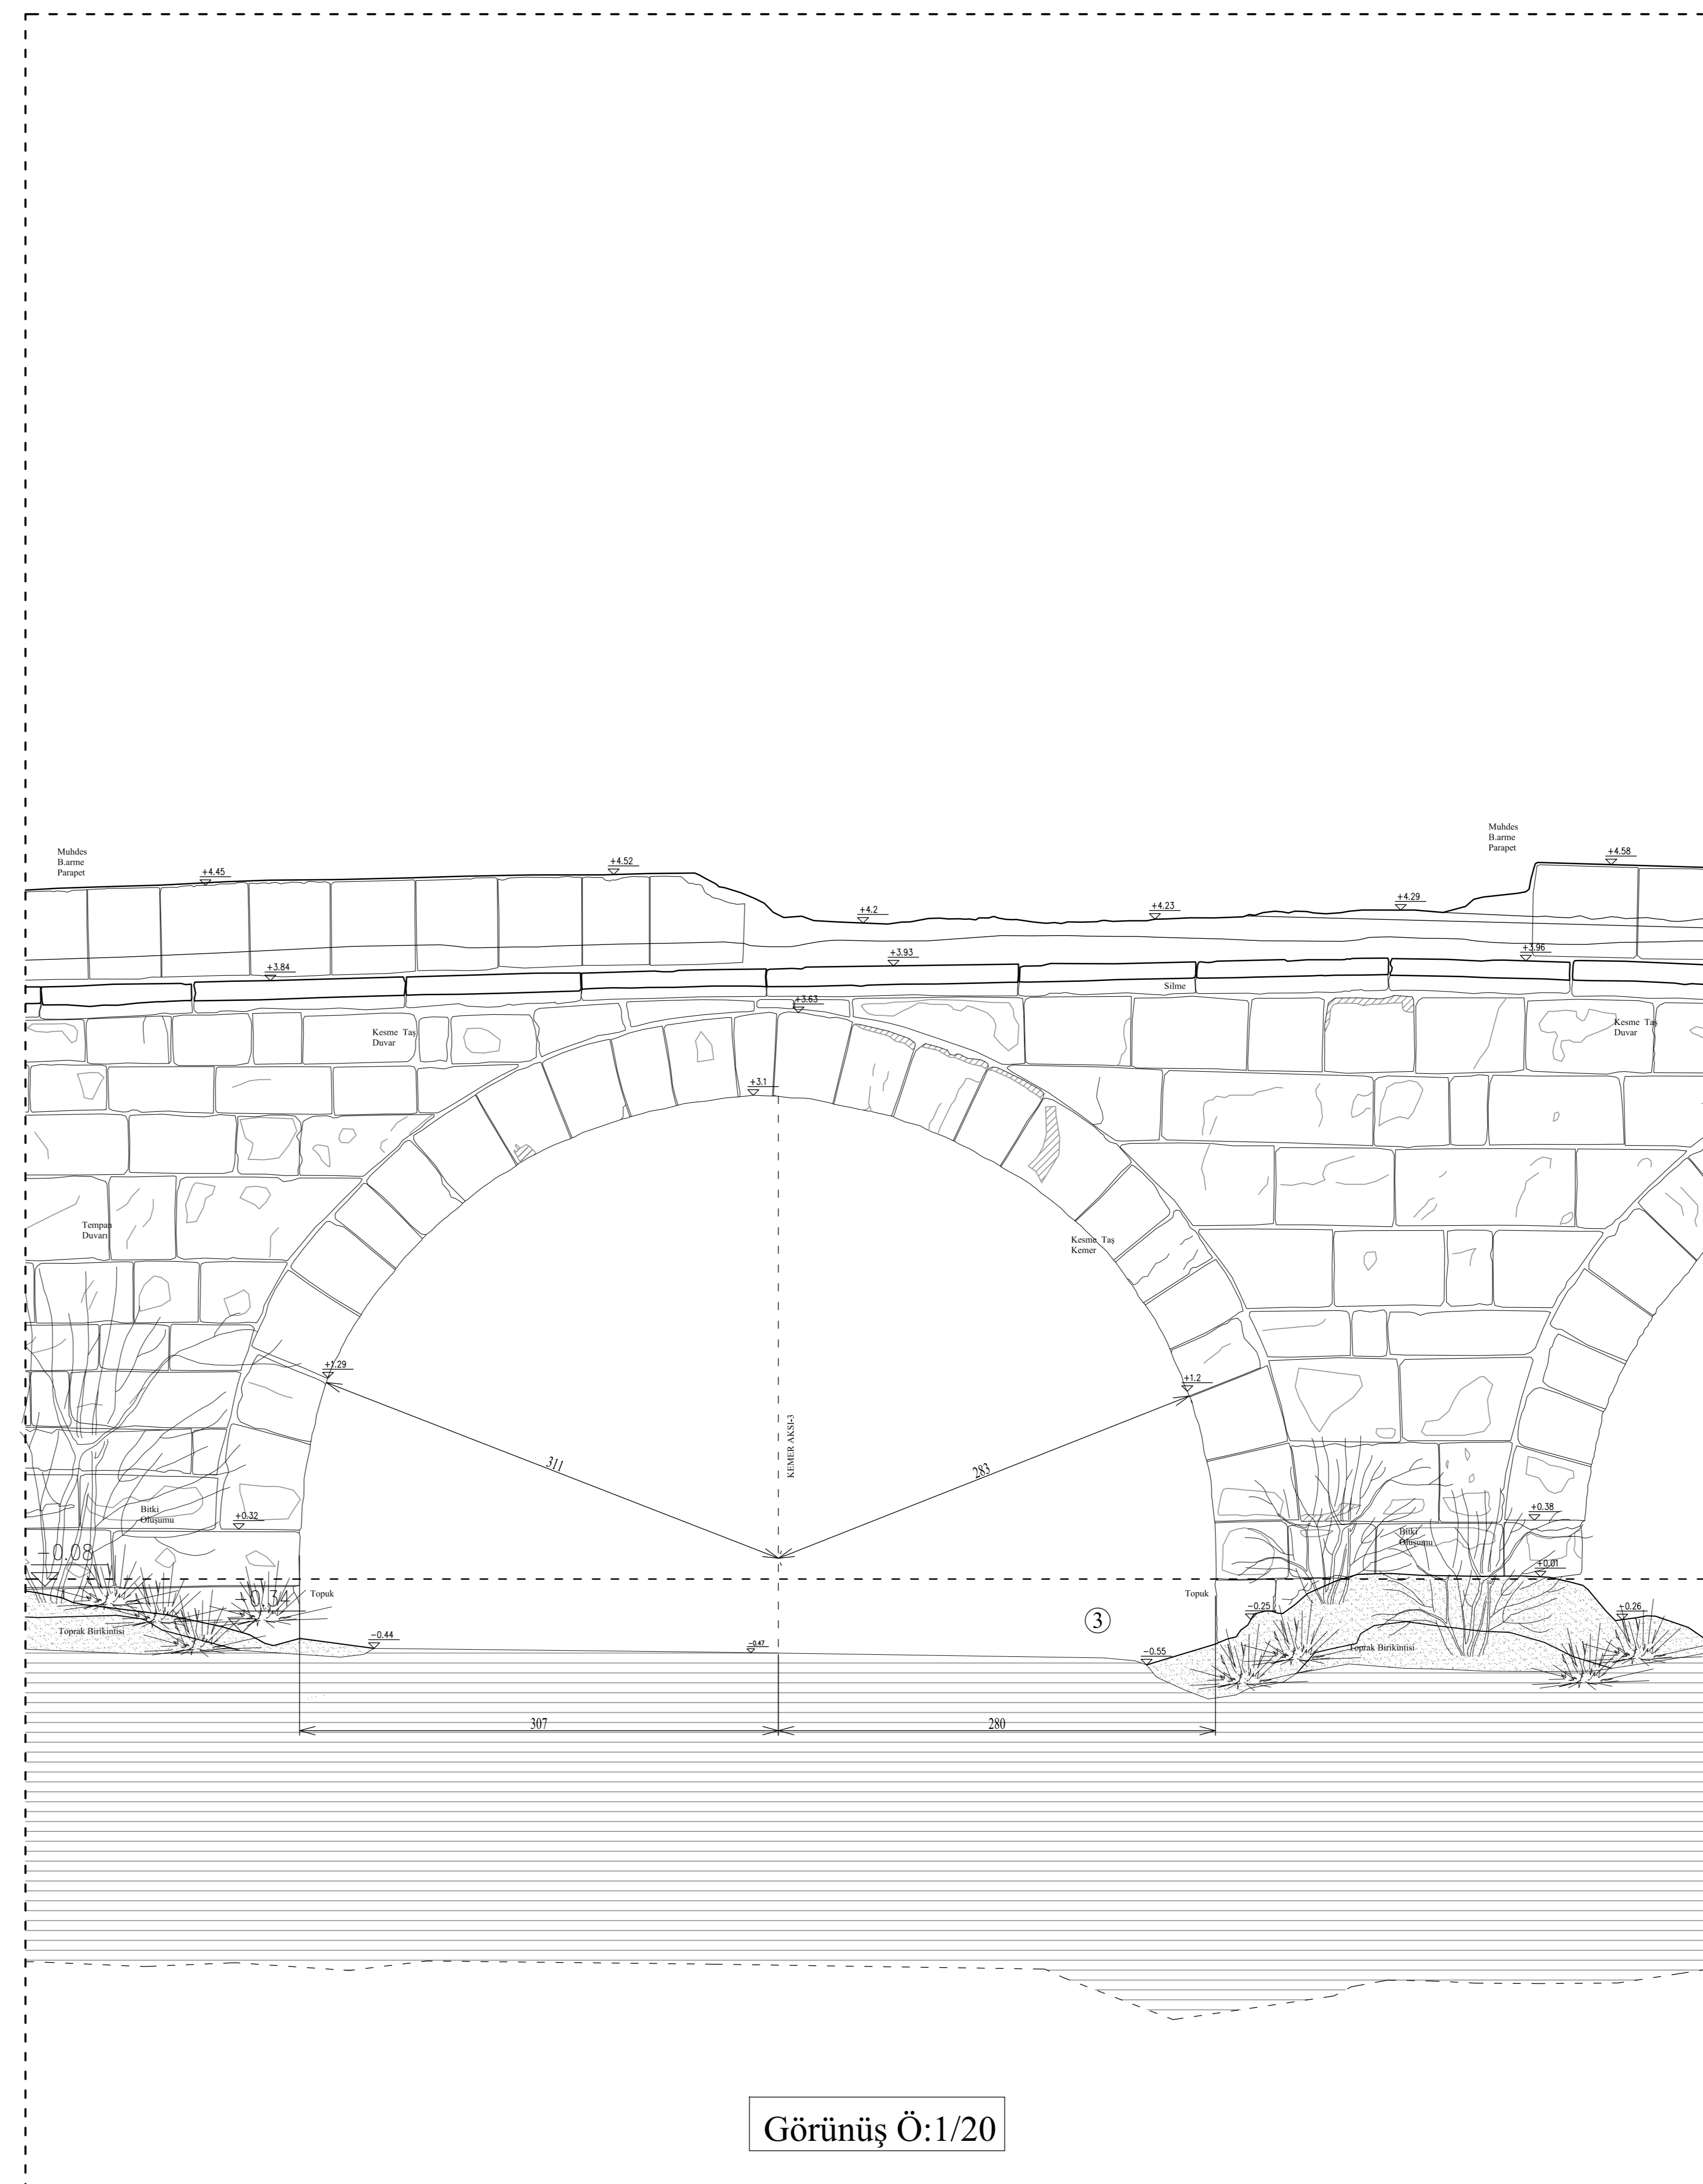 Muhdes
B.arme
Parapet
Muhdes
B.arme
Parapet
+4.45
+4.52
+4.2
+4.23
+4.29
+4.58
+3.84
+3.93
+3.96
Silme
+3.63
Kesme Taş
Duvar
Kesme Taş
Duvar
+3.1
Tempan
Duvarı
Kesme Taş
Kemer
+1.29
+1.2
KEMER AKSI-3
311
283
Bitki
Oluşumu
+0.32
+0.38
Bitki
Oluşumu
-0.08
+0.01
-0.34
Topuk
Topuk
3
-0.25
+0.26
Toprak Birikintisi
-0.44
-0.47
-0.55
Toprak Birikintisi
307
280
Görünüş Ö:1/20